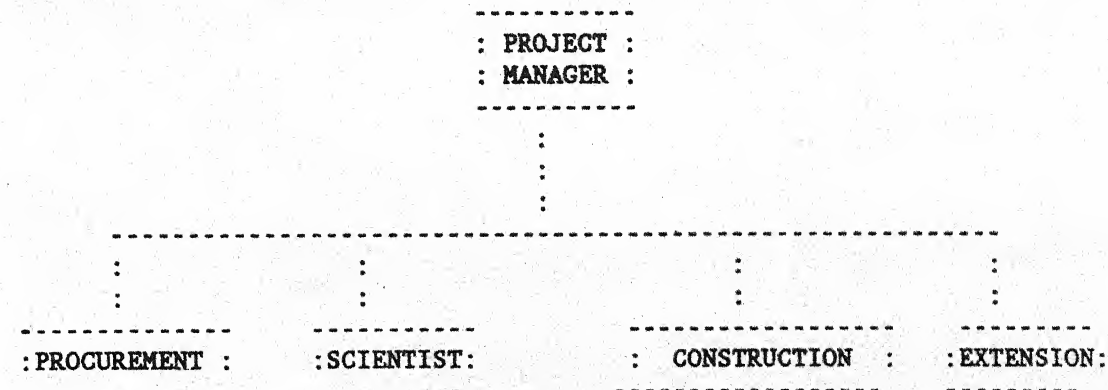 -----------
: PROJECT :
: MANAGER :
-----------
:
:
:
------------------------------------------------------------------
: : : :
: : : :
------------- ----------- ------------------ ---------
:PROCUREMENT : :SCIENTIST: : CONSTRUCTION : :EXTENSION: